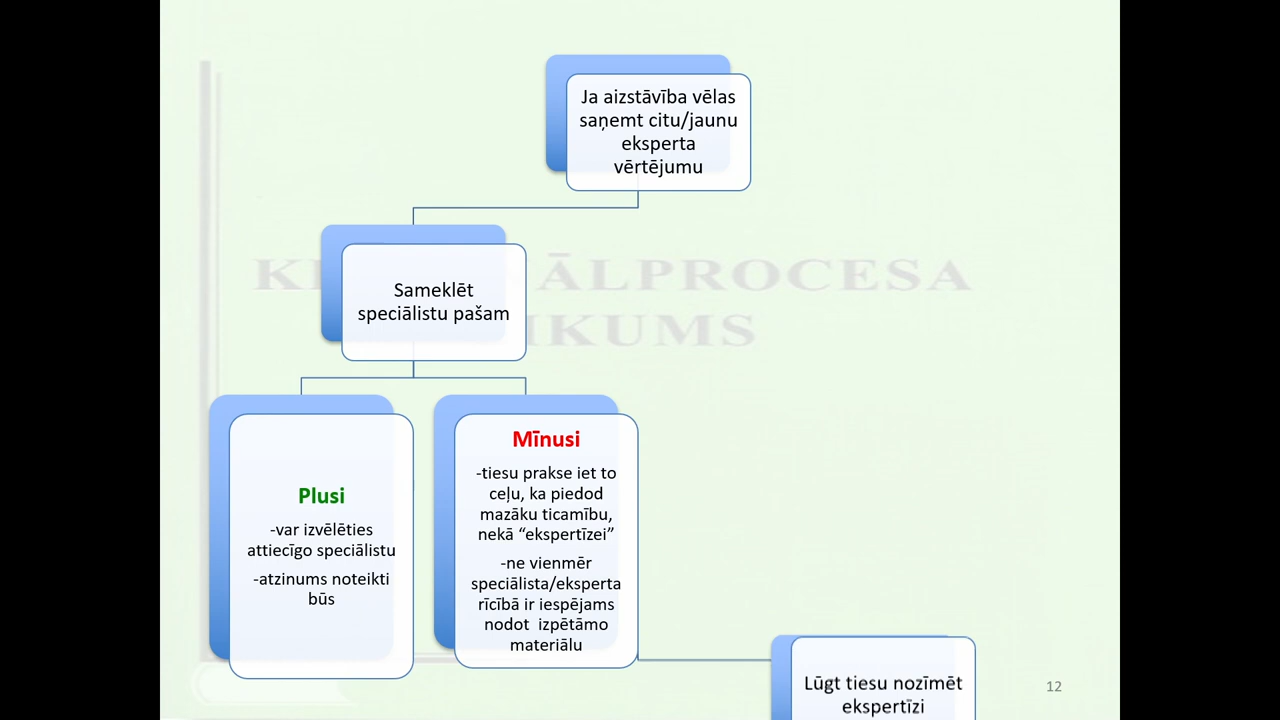 Ja aizstāvība vēlas
saņemt citu/jaunu
eksperta
vērtējumu
Sameklēt
speciālistu pašam
ĀLPROCESA
IKUMS
Plusi
-var izvēlēties
attiecīgo speciālistu
-atzinums noteikti
būs
Mīnusi
-tiesu prakse iet to
ceļu, ka piedod
mazāku ticamību,
nekā “ekspertīzei”
-ne vienmēr
speciālista/eksperta
rīcībā ir iespējams
nodot izpētāmo
materiālu
Lūgt tiesu nozīmēt
ekspertīzi
12